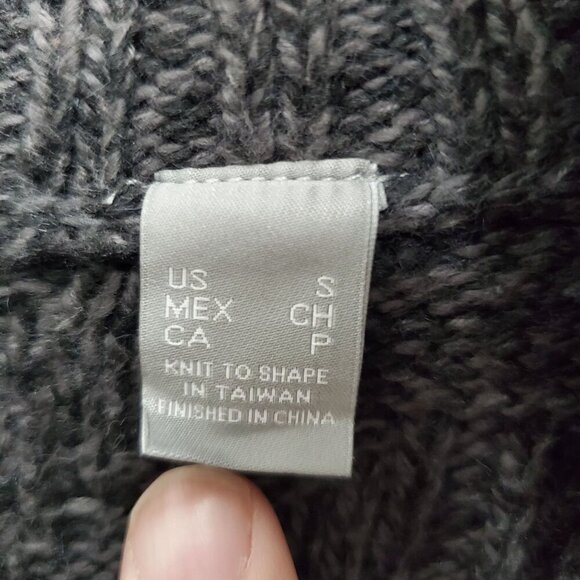 US S
MEX CH
CA P
KNIT TO SHAPE
IN TAIWAN
FINISHED IN CHINA